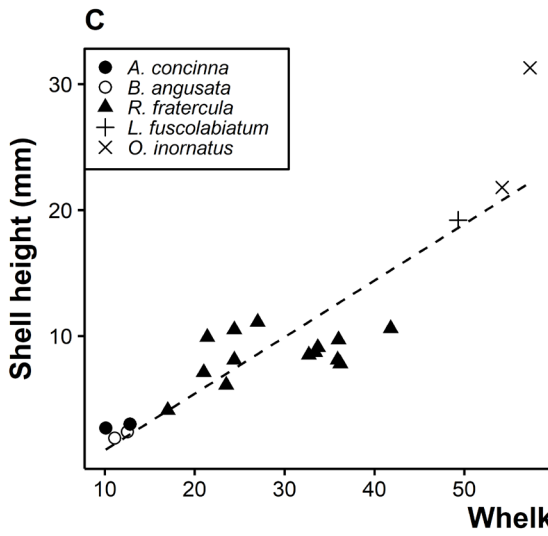 C
A. concinna
B. angusata
R. fratercula
L. fuscolabiatum
O. inornatus
Shell height (mm)
30
20
10
10 20 30 40 50
Whelk